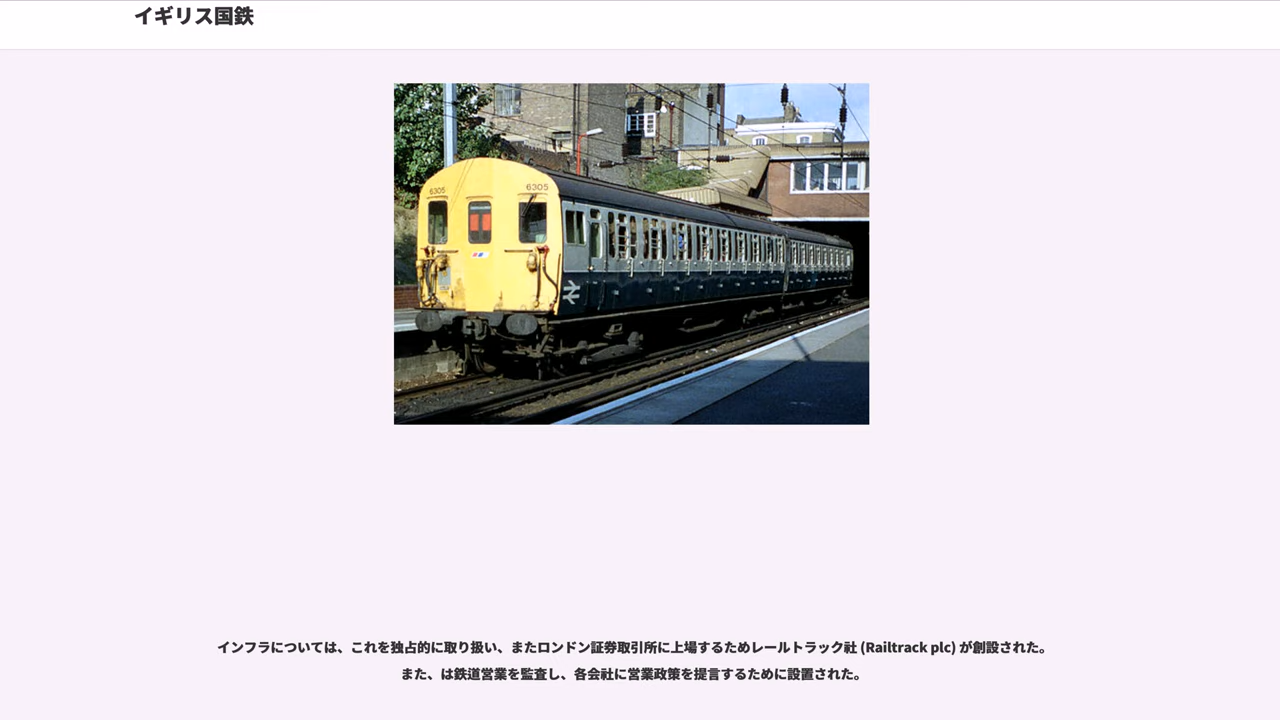 イギリス国鉄
6305
6305
インフラについては、これを独占的に取り扱い、またロンドン証券取引所に上場するためレールトラック社 (Railtrack plc) が創設された。
また、は鉄道営業を監査し、各会社に営業政策を提言するために設置された。